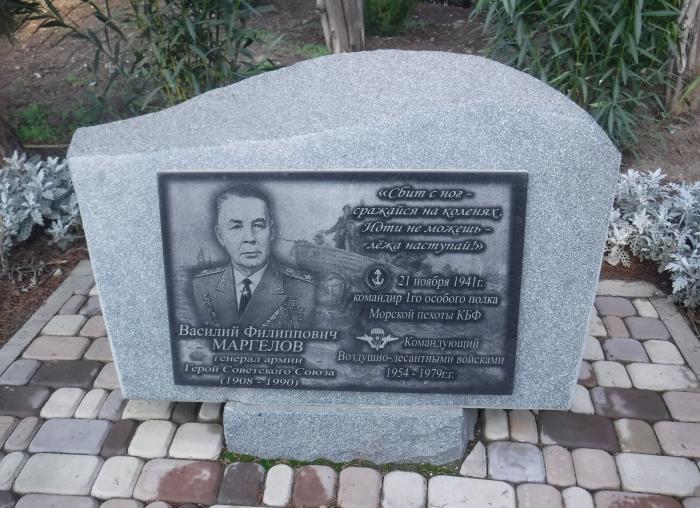 «Сбит с ног -
сражайся на коленях,
Идти не можешь -
лёжа наступай!»
21 ноября 1941г.
командир 1го особого полка
Морской пехоты КБФ
Командующий
Воздушно-десантными войсками
1954 - 1979г.г.
Василий Филиппович
МАРГЕЛОВ
генерал армии
Герой Советского Союза
(1908 - 1990)